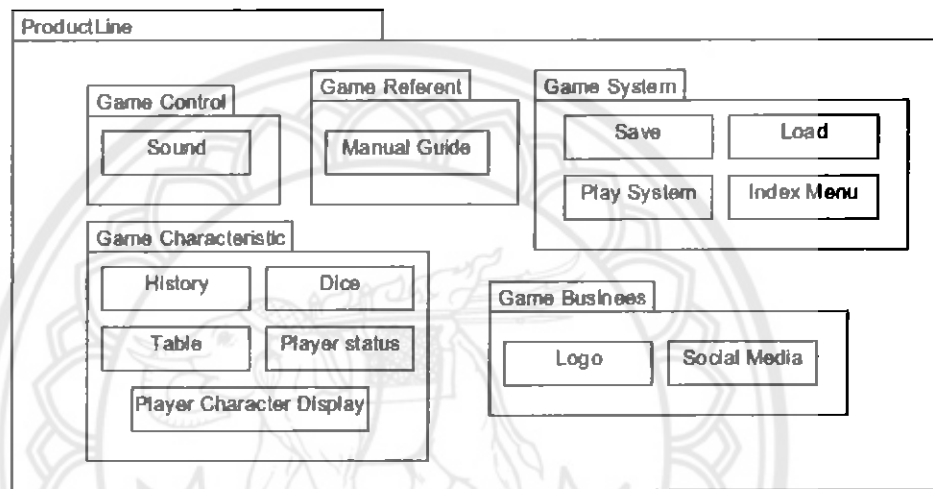 ProductLine
Game Control
Sound
Game Referent
Manual Guide
Game System
Save
Load
Play System
Index Menu
Game Characteristic
History
Dice
Table
Player status
Player Character Display
Game Business
Logo
Social Media